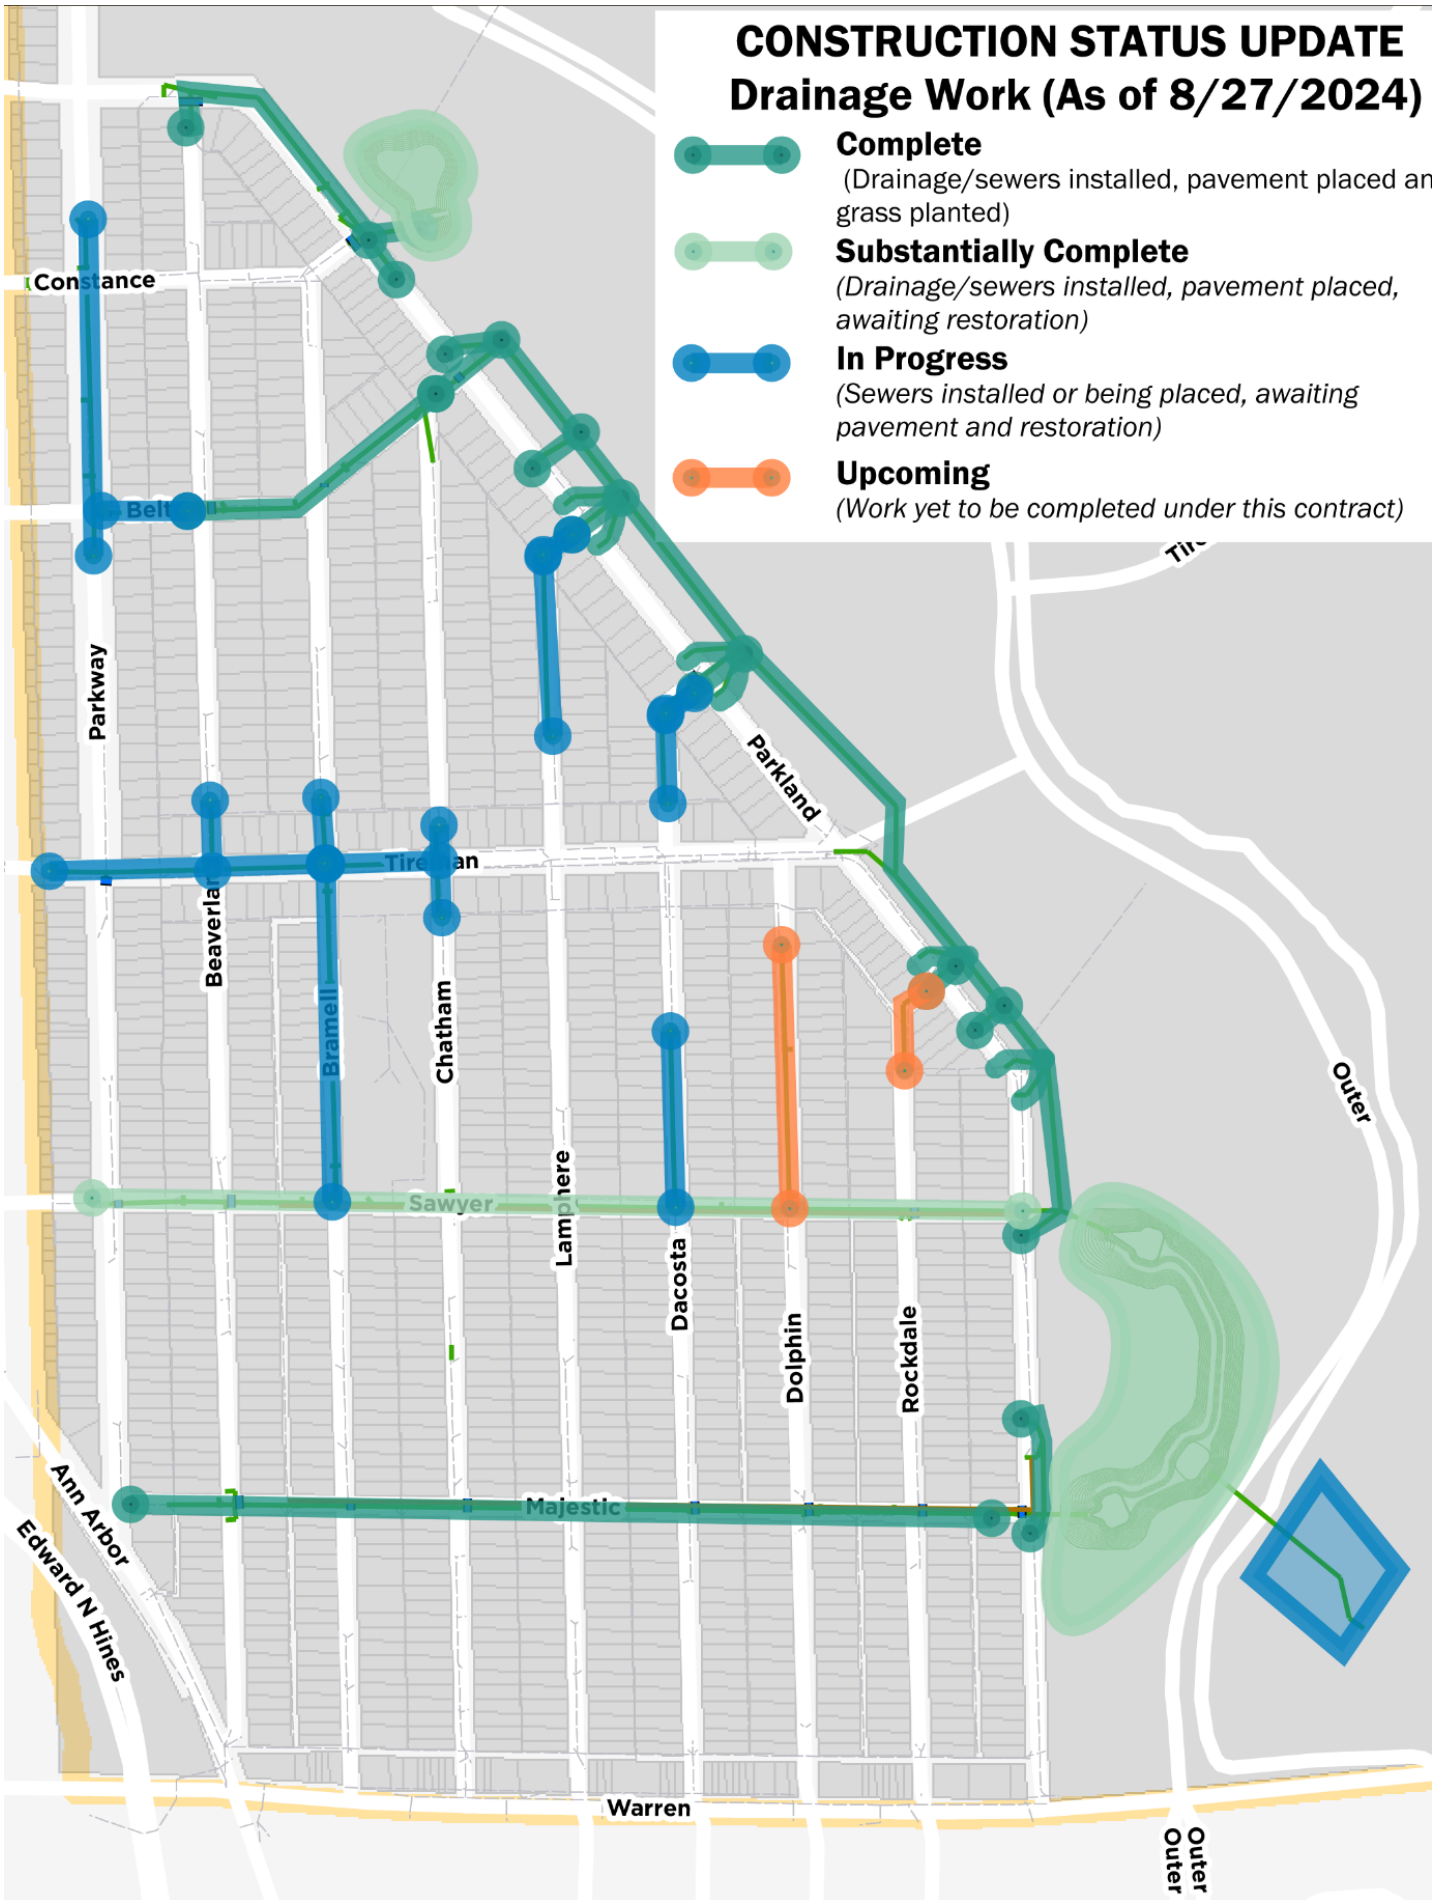 CONSTRUCTION STATUS UPDATE
Drainage Work (As of 8/27/2024)
Complete
(Drainage/sewers installed, pavement placed an
grass planted)
Substantially Complete
(Drainage/sewers installed, pavement placed,
awaiting restoration)
In Progress
(Sewers installed or being placed, awaiting
pavement and restoration)
Upcoming
(Work yet to be completed under this contract)
Constance
Belt
Parkway
Parkland
Tireman
Beaverlan
Bramell
Chatham
Outer
Sawyer
Lamphere
Dacosta
Dolphin
Rockdale
Majestic
Ann Arbor
Edward N Hines
Warren
Outer
Outer